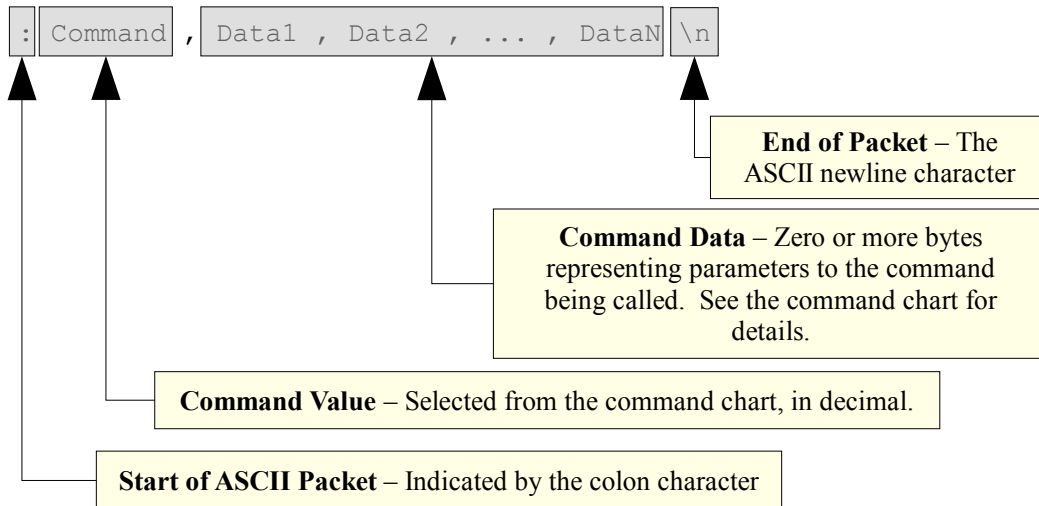 : Command , Data1 , Data2 , ... , DataN \n
End of Packet – The
ASCII newline character
Command Data – Zero or more bytes
representing parameters to the command
being called. See the command chart for
details.
Command Value – Selected from the command chart, in decimal.
Start of ASCII Packet – Indicated by the colon character